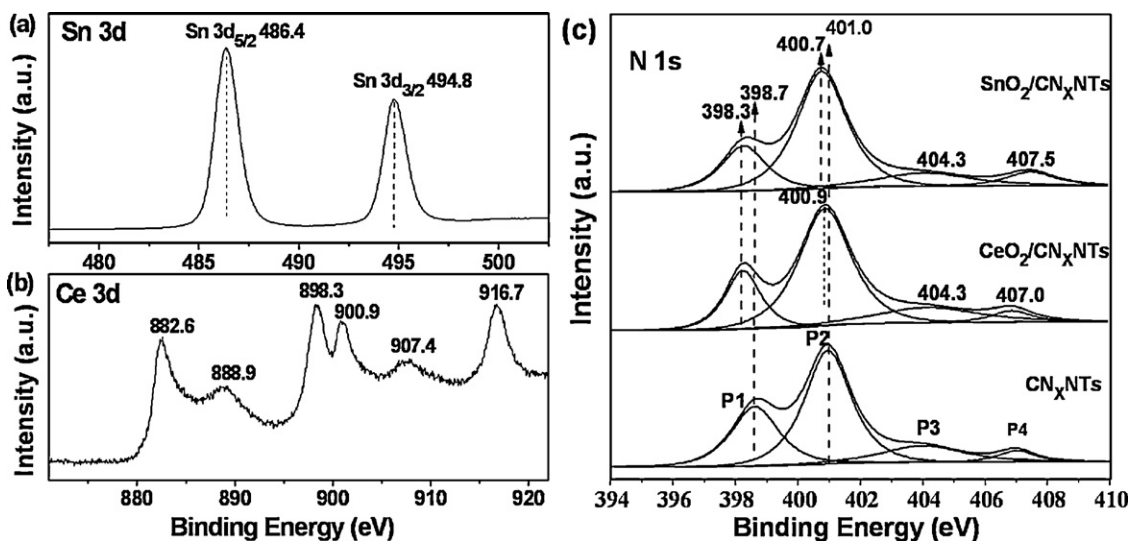 (a)
Sn 3d
Sn 3d5/2 486.4
Sn 3d3/2 494.8
Intensity (a.u.)
480 485 490 495 500
(b)
Ce 3d
882.6
888.9
898.3
900.9
907.4
916.7
Intensity (a.u.)
880 890 900 910 920
Binding Energy (eV)
(c)
N 1s
398.3
398.7
400.7
401.0
404.3
407.5
SnO2/CNXNTs
400.9
404.3
407.0
CeO2/CNXNTs
P1
P2
P3
P4
CNXNTs
Intensity (a.u.)
394 396 398 400 402 404 406 408 410
Binding Energy (eV)